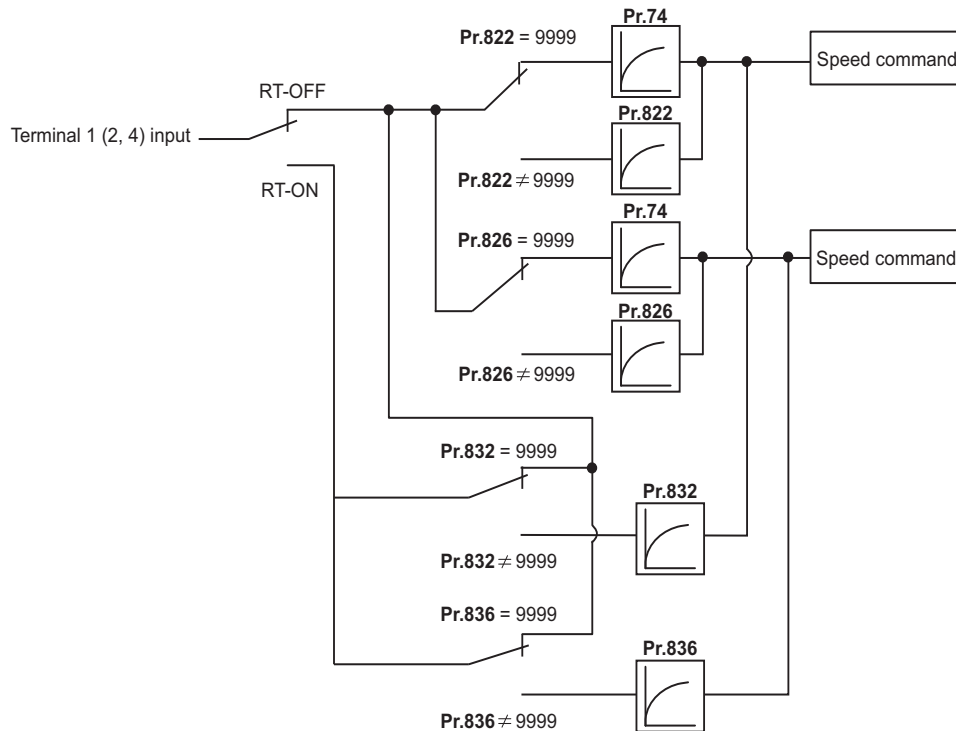 Pr.74
Pr.822 = 9999
Speed command
RT-OFF
Pr.822
Terminal 1 (2, 4) input
Pr.822 ≠ 9999
RT-ON
Pr.74
Pr.826 = 9999
Speed command
Pr.826
Pr.826 ≠ 9999
Pr.832 = 9999
Pr.832
Pr.832 ≠ 9999
Pr.836 = 9999
Pr.836
Pr.836 ≠ 9999